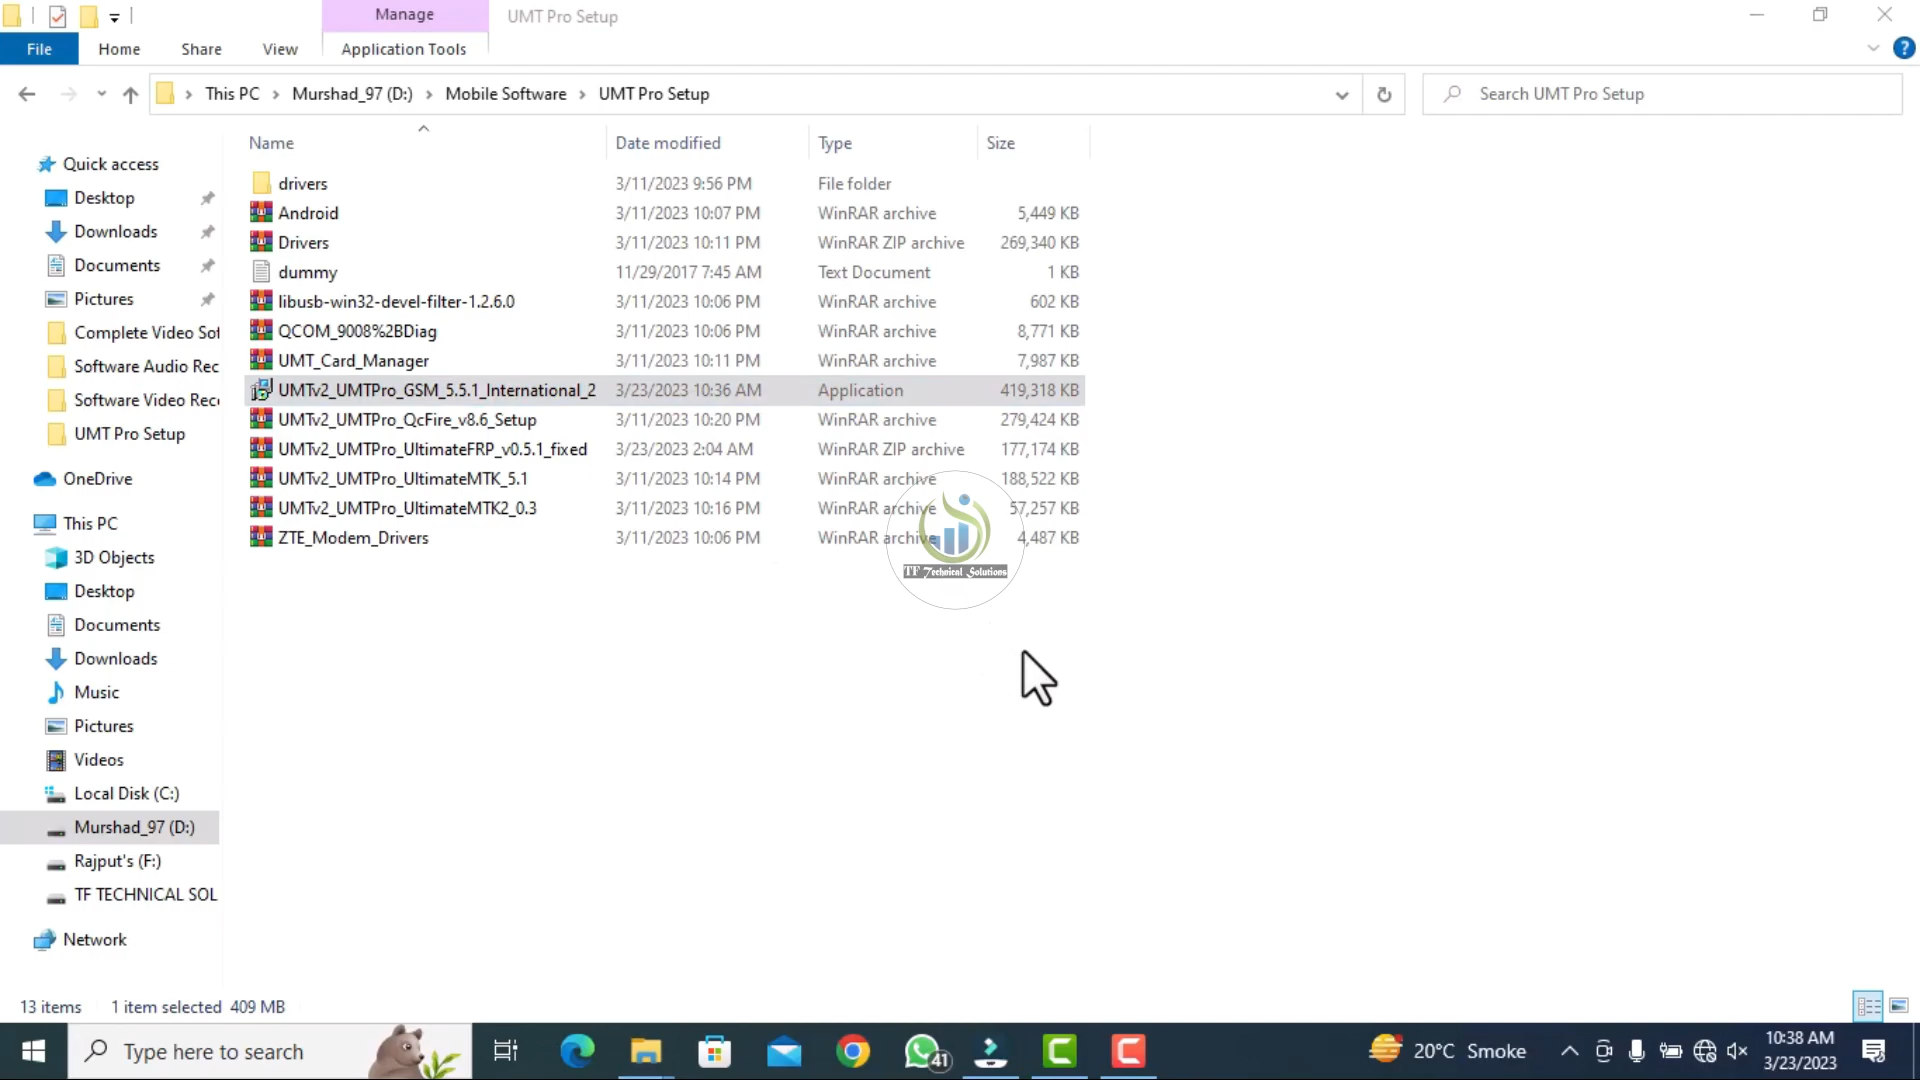 Manage
UMT Pro Setup
File
Home
Share
View
Application Tools
This PC
Murshad_97 (D:)
Mobile Software
UMT Pro Setup
Search UMT Pro Setup
Name
Date modified
Type
Size
Quick access
Desktop
Downloads
Documents
Pictures
Complete Video Sof
Software Audio Rec
Software Video Reco
UMT Pro Setup
OneDrive
This PC
3D Objects
Desktop
Documents
Downloads
Music
Pictures
Videos
Local Disk (C:)
Murshad_97 (D:)
Rajput's (F:)
TF TECHNICAL SOL
Network
drivers 3/11/2023 9:56 PM File folder
Android 3/11/2023 10:07 PM WinRAR archive 5,449 KB
Drivers 3/11/2023 10:11 PM WinRAR ZIP archive 269,340 KB
dummy 11/29/2017 7:45 AM Text Document 1 KB
libusb-win32-devel-filter-1.2.6.0 3/11/2023 10:06 PM WinRAR archive 602 KB
QCOM_9008%2BDiag 3/11/2023 10:06 PM WinRAR archive 8,771 KB
UMT_Card_Manager 3/11/2023 10:11 PM WinRAR archive 7,987 KB
UMTv2_UMTPro_GSM_5.5.1_International_2 3/23/2023 10:36 AM Application 419,318 KB
UMTv2_UMTPro_QcFire_v8.6_Setup 3/11/2023 10:20 PM WinRAR archive 279,424 KB
UMTv2_UMTPro_UltimateFRP_v0.5.1_fixed 3/23/2023 2:04 AM WinRAR ZIP archive 177,174 KB
UMTv2_UMTPro_UltimateMTK_5.1 3/11/2023 10:14 PM WinRAR archive 188,522 KB
UMTv2_UMTPro_UltimateMTK2_0.3 3/11/2023 10:16 PM WinRAR archive 57,257 KB
ZTE_Modem_Drivers 3/11/2023 10:06 PM WinRAR archive 4,487 KB
TF Technical Solutions
13 items 1 item selected 409 MB
Type here to search
41
20°C Smoke
10:38 AM
3/23/2023